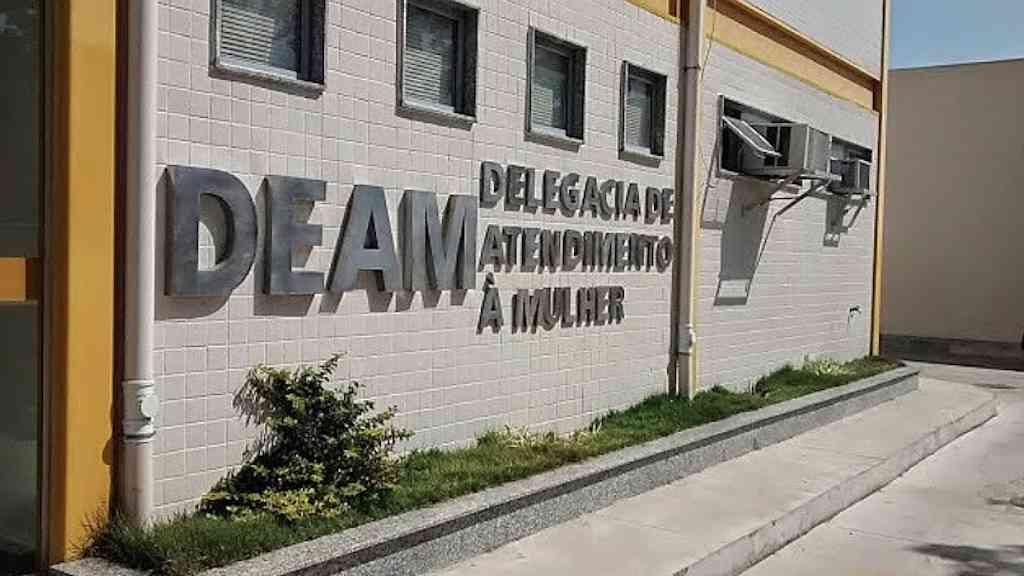 DEAM
DELEGACIA DE
ATENDIMENTO
À MULHER